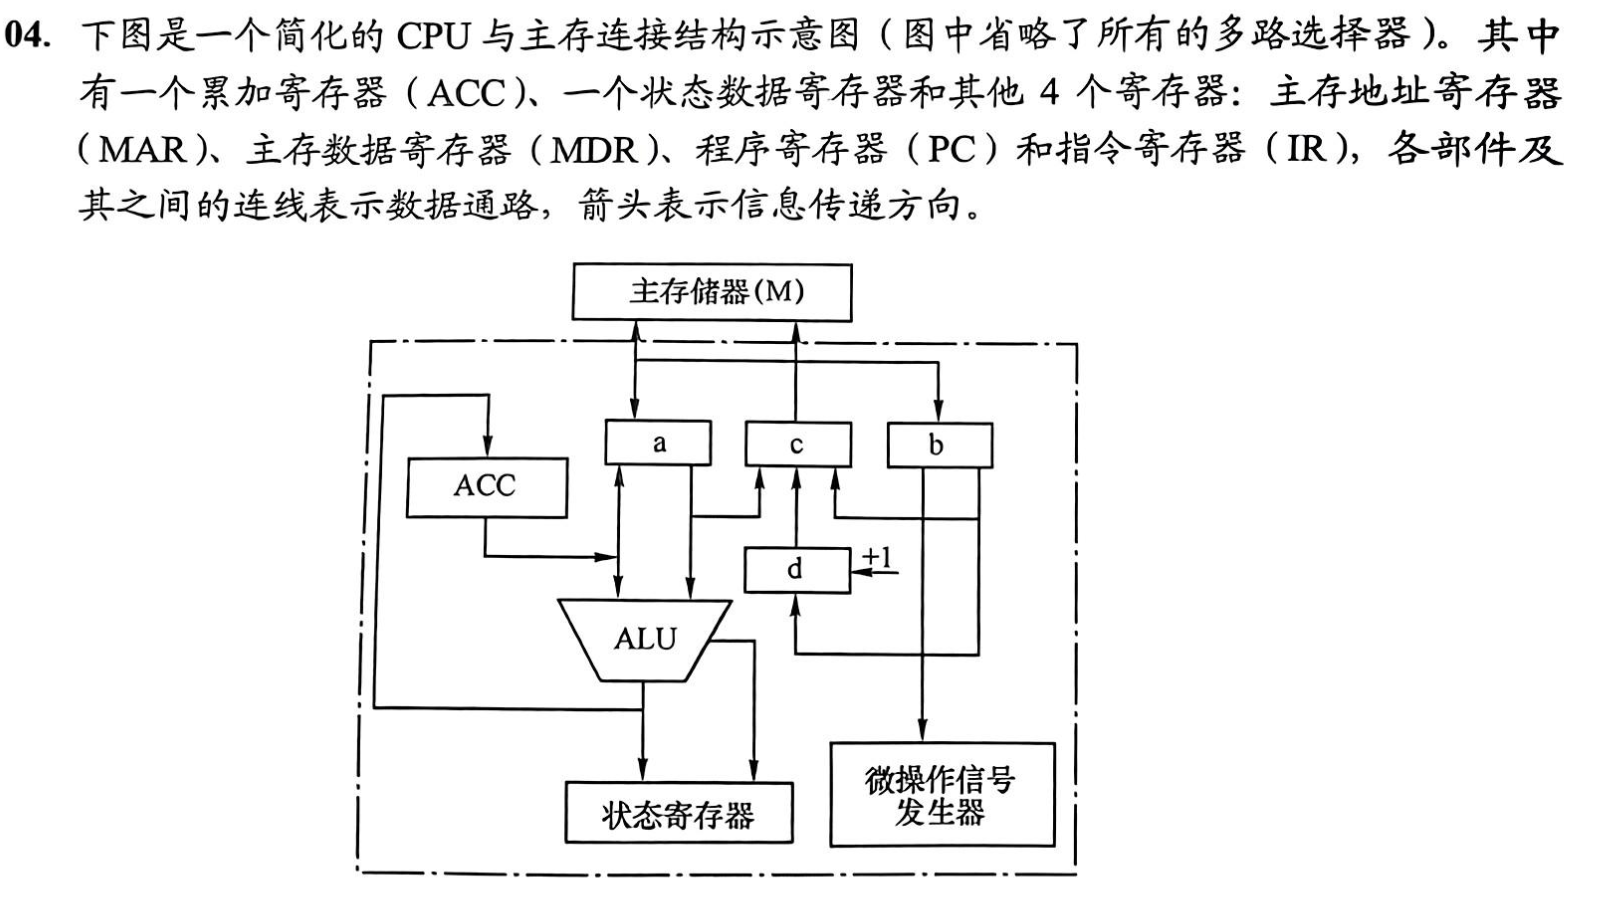 04. 下图是一个简化的 CPU 与主存连接结构示意图（图中省略了所有的多路选择器）。其中
有一个累加寄存器（ACC）、一个状态数据寄存器和其他 4 个寄存器：主存地址寄存器
（MAR）、主存数据寄存器（MDR）、程序寄存器（PC）和指令寄存器（IR），各部件及
其之间的连线表示数据通路，箭头表示信息传递方向。
主存储器(M)
a
c
b
ACC
d
+1
ALU
状态寄存器
微操作信号
发生器